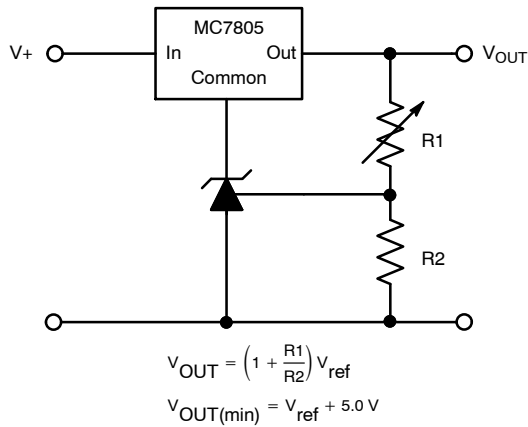 MC7805
V+
In
Out
VOUT
Common
R1
R2
VOUT = (1 + R1/R2) Vref
VOUT(min) = Vref + 5.0 V